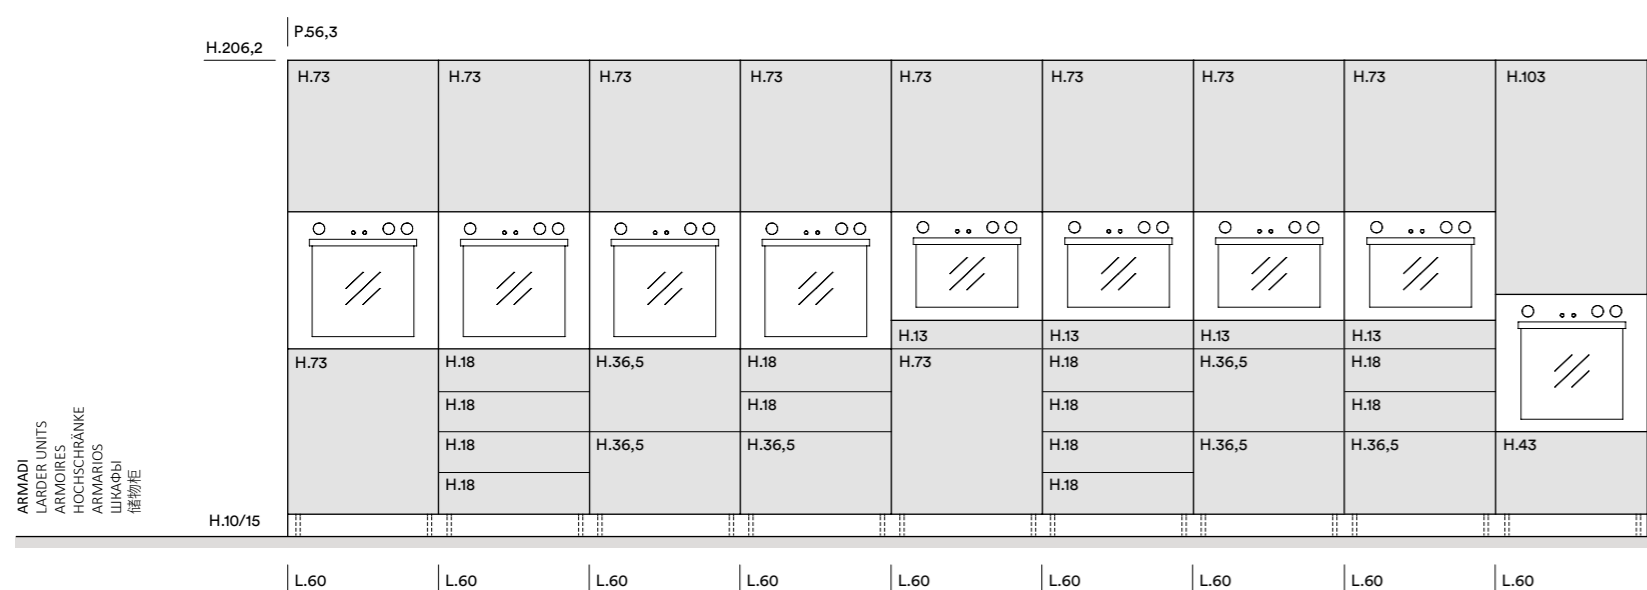 P.56,3
H.206,2
H.73 H.73 H.73 H.73 H.73 H.73 H.73 H.73 H.103
H.13 H.13 H.13 H.13
H.73 H.18 H.36,5 H.18 H.73 H.18 H.36,5 H.18
H.18 H.18 H.18 H.18
H.18 H.36,5 H.36,5 H.18 H.36,5 H.36,5 H.43
H.18 H.18
ARMADI
LARDER UNITS
ARMOIRES
HOCHSCHRÄNKE
ARMARIOS
ШКАФЫ
储物柜
H.10/15
L.60 L.60 L.60 L.60 L.60 L.60 L.60 L.60 L.60